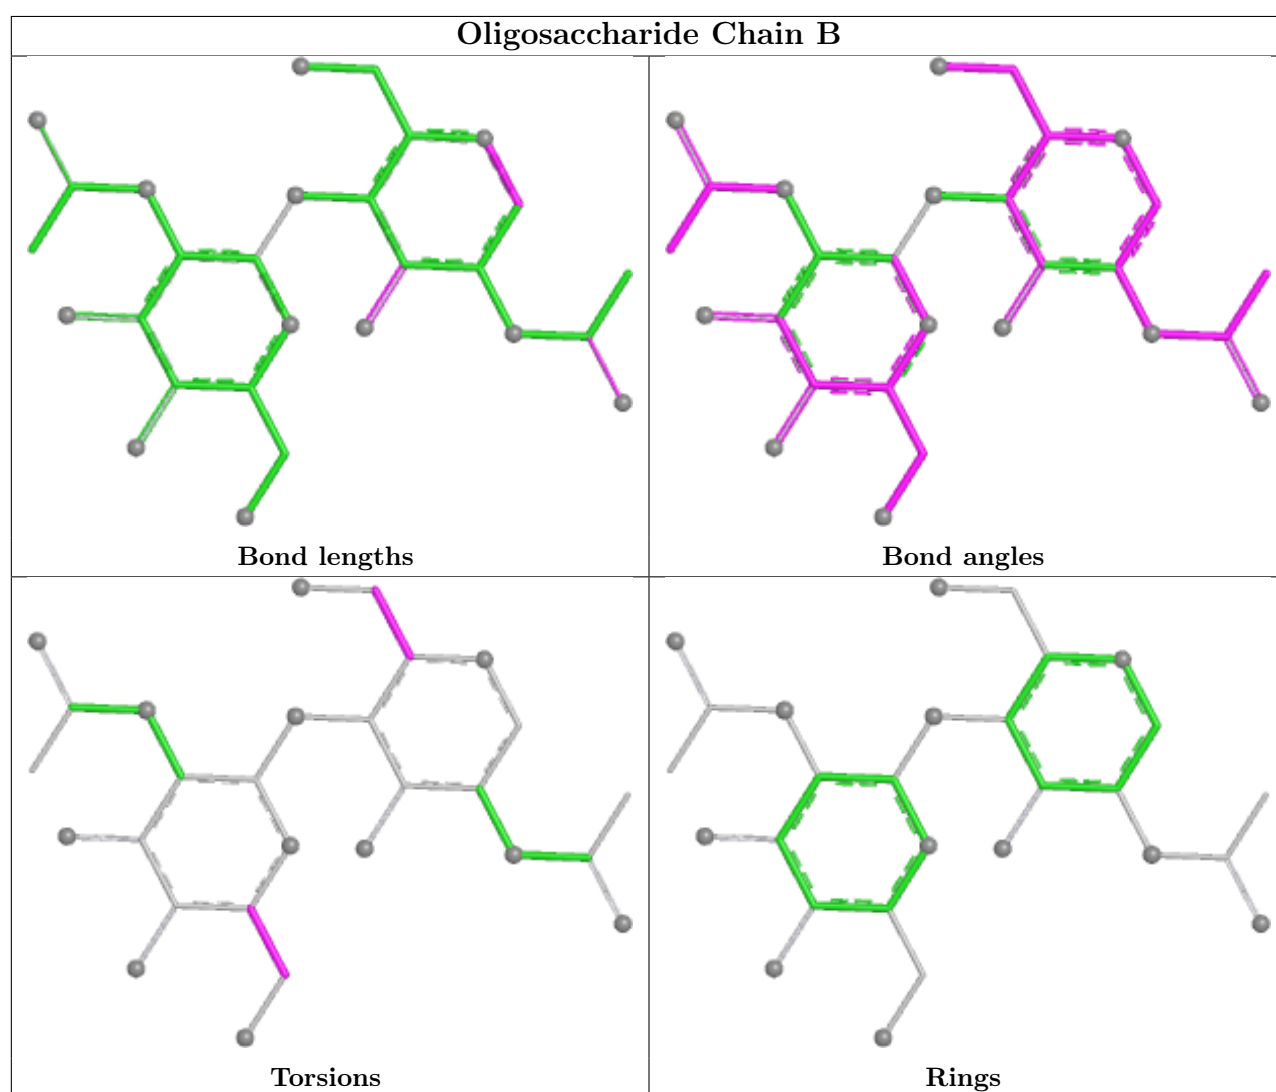 Oligosaccharide Chain B
Bond lengths
Bond angles
Torsions
Rings